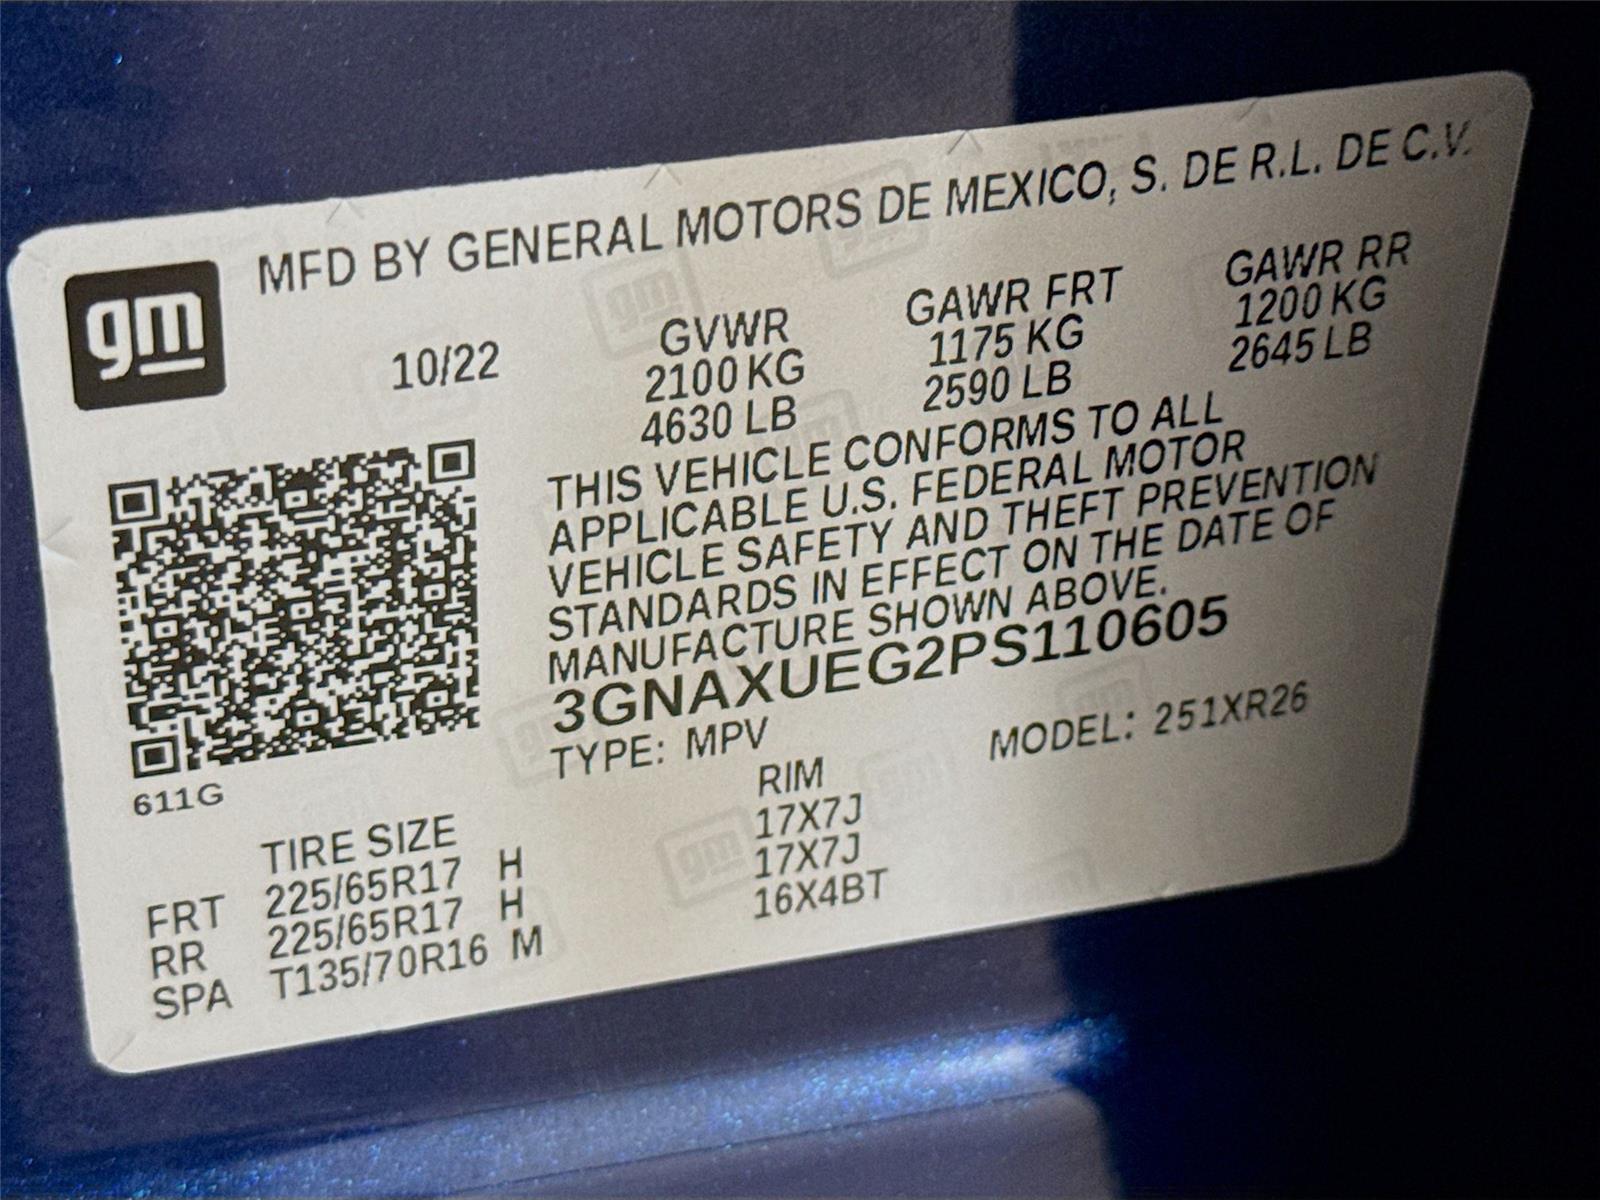 MFD BY GENERAL MOTORS DE MEXICO, S. DE R.L. DE C.V.
gm
10/22
GVWR
2100 KG
4630 LB
GAWR FRT
1175 KG
2590 LB
GAWR RR
1200 KG
2645 LB
THIS VEHICLE CONFORMS TO ALL
APPLICABLE U.S. FEDERAL MOTOR
VEHICLE SAFETY AND THEFT PREVENTION
STANDARDS IN EFFECT ON THE DATE OF
MANUFACTURE SHOWN ABOVE.
3GNAXUEG2PS110605
TYPE: MPV MODEL: 251XR26
611G
TIRE SIZE RIM
FRT 225/65R17 H 17X7J
RR 225/65R17 H 17X7J
SPA T135/70R16 M 16X4BT